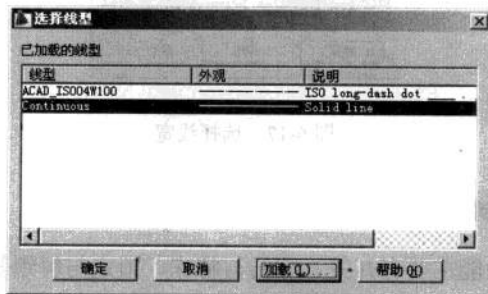 选择线型
已加载的线型
线型 外观 说明
ACAD_ISO04W100 ISO long-dash dot ____ .
Continuous Solid line
确定 取消 加载(L)... 帮助(H)